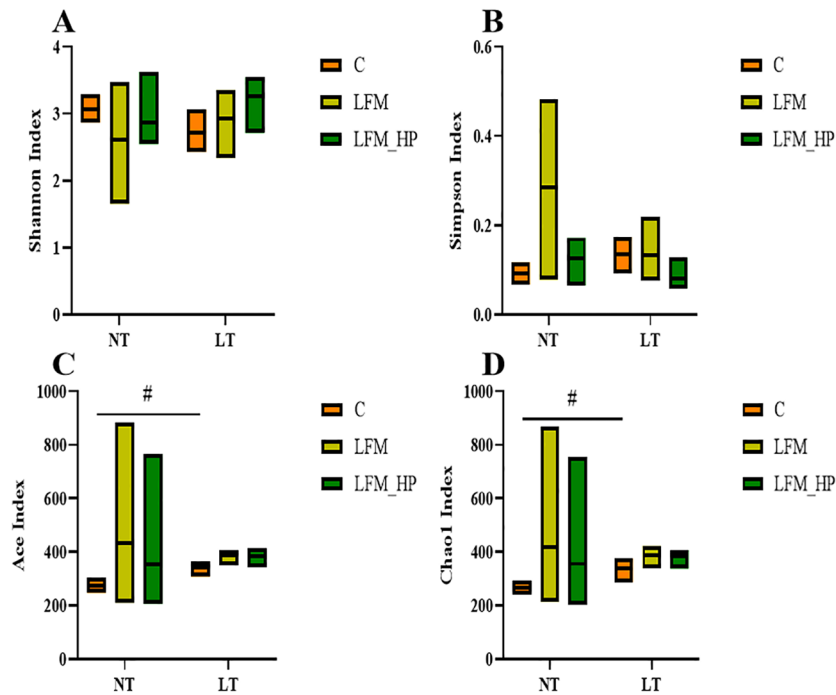 A
Shannon Index
4
3
2
1
0
NT
LT
C
LFM
LFM_HP
B
Simpson Index
0.6
0.4
0.2
0.0
NT
LT
C
LFM
LFM_HP
C
Ace Index
1000
800
600
400
200
0
#
NT
LT
C
LFM
LFM_HP
D
Chao1 Index
1000
800
600
400
200
0
#
NT
LT
C
LFM
LFM_HP